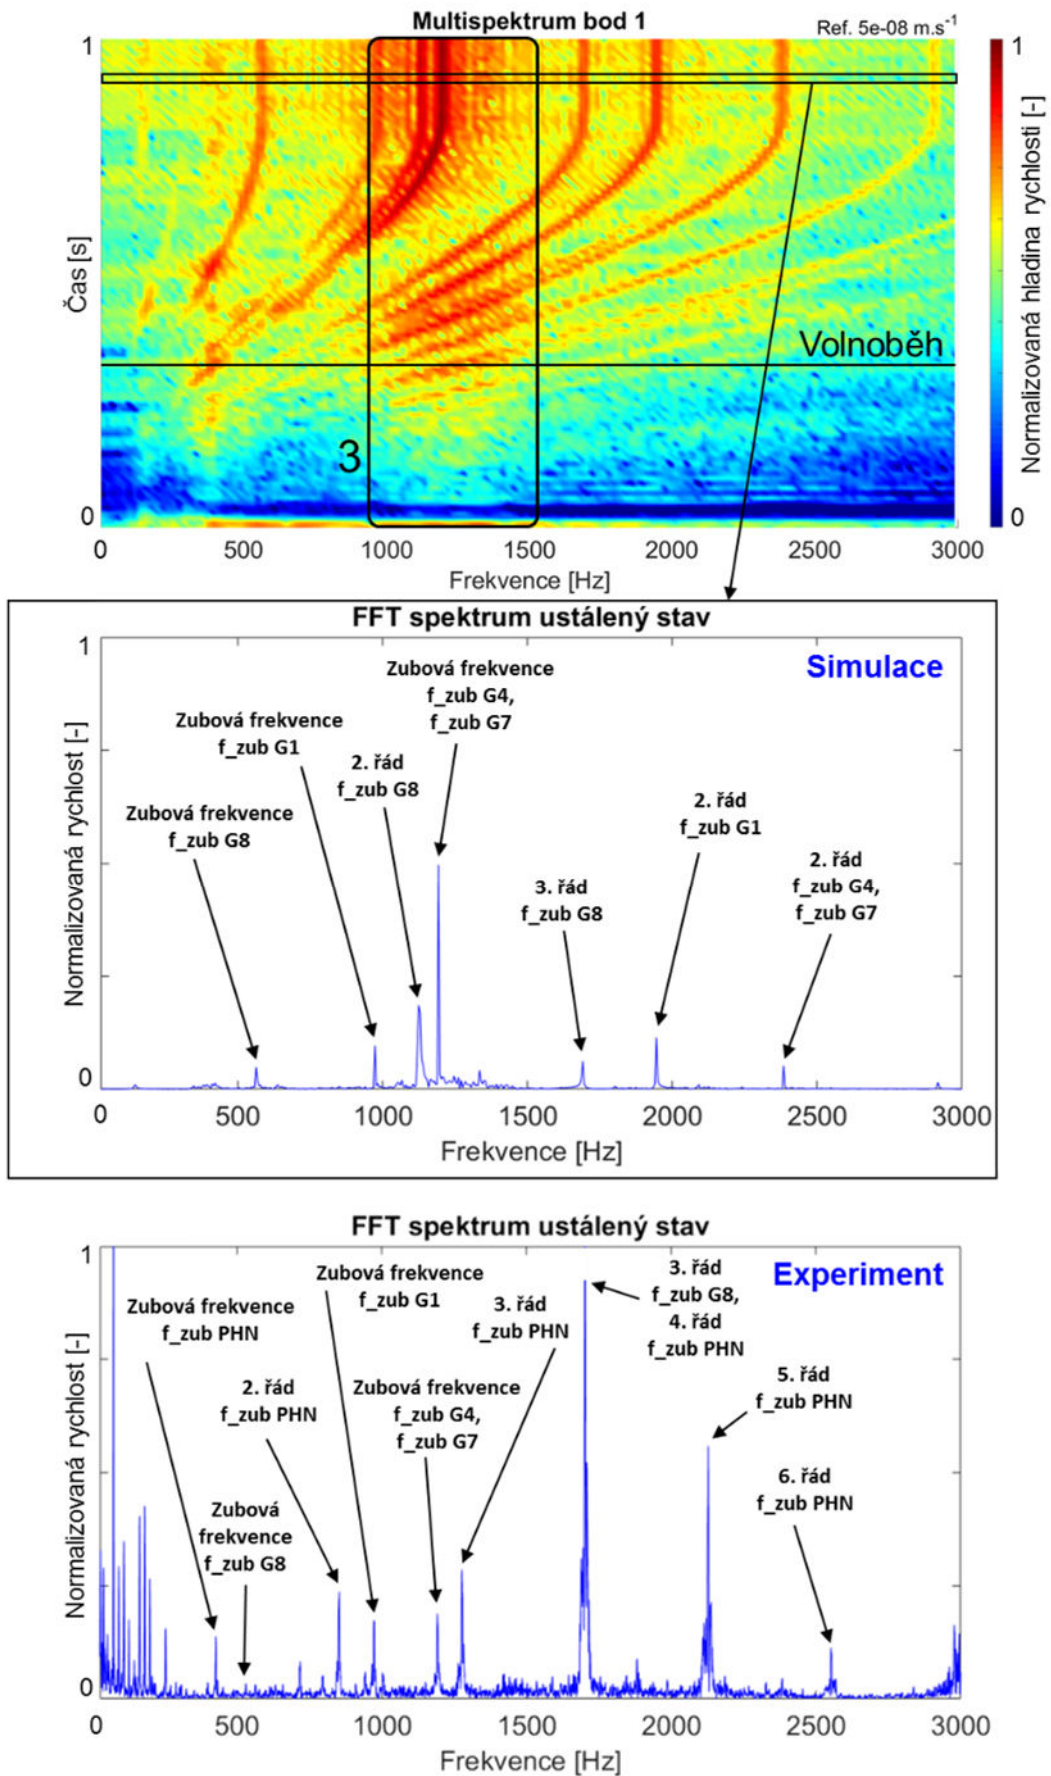 Multispektrum bod 1
Ref. 5e-08 m.s⁻¹
1
0
Čas [s]
Volnoběh
3
0 500 1000 1500 2000 2500 3000
Frekvence [Hz]
1
0
Normalizovaná hladina rychlosti [-]
FFT spektrum ustálený stav
Simulace
1
0
Normalizovaná rychlost [-]
Zubová frekvence
f_zub G8
Zubová frekvence
f_zub G1
2. řád
f_zub G8
Zubová frekvence
f_zub G4,
f_zub G7
3. řád
f_zub G8
2. řád
f_zub G1
2. řád
f_zub G4,
f_zub G7
0 500 1000 1500 2000 2500 3000
Frekvence [Hz]
FFT spektrum ustálený stav
Experiment
1
0
Normalizovaná rychlost [-]
Zubová frekvence
f_zub PHN
Zubová
frekvence
f_zub G8
2. řád
f_zub PHN
Zubová frekvence
f_zub G1
Zubová frekvence
f_zub G4,
f_zub G7
3. řád
f_zub PHN
3. řád
f_zub G8,
4. řád
f_zub PHN
5. řád
f_zub PHN
6. řád
f_zub PHN
0 500 1000 1500 2000 2500 3000
Frekvence [Hz]